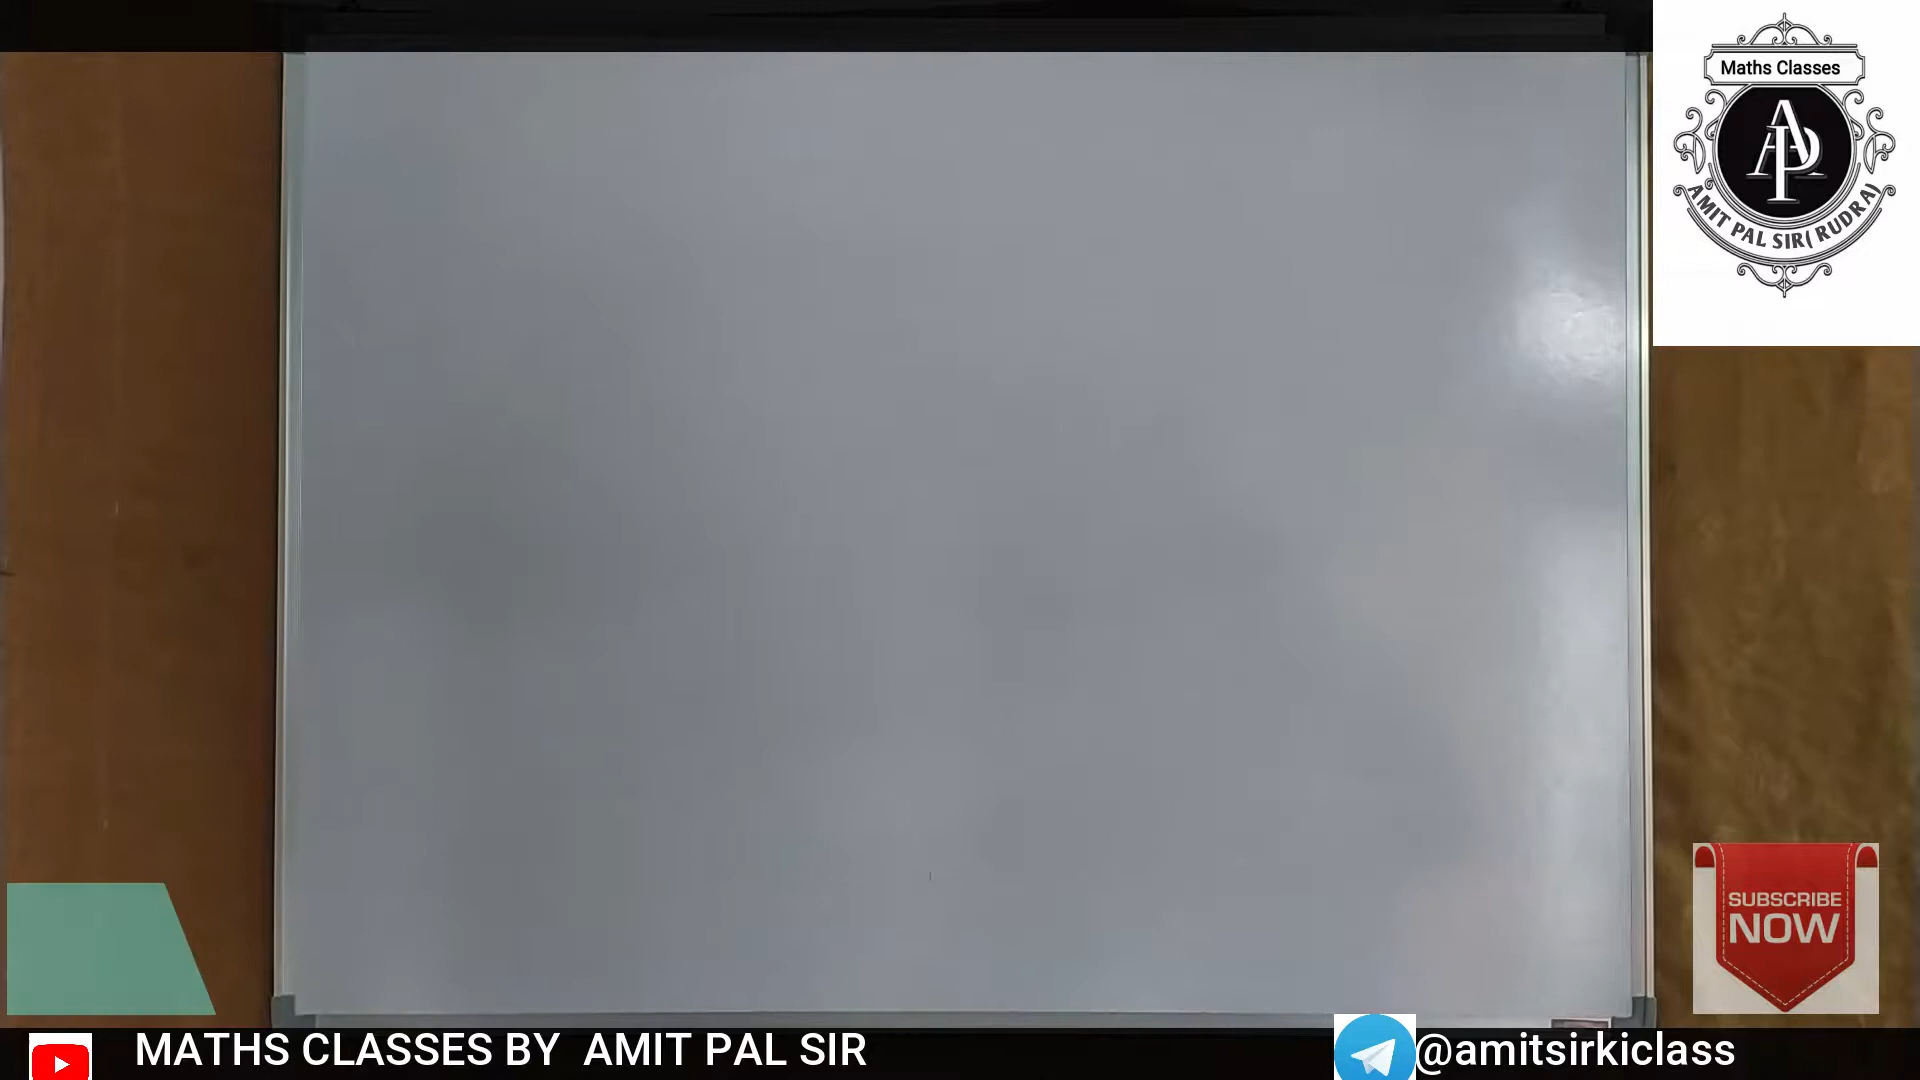 Maths Classes
AP
AMIT PAL SIR( RUDRA)
SUBSCRIBE
NOW
MATHS CLASSES BY AMIT PAL SIR
@amitsirkiclass